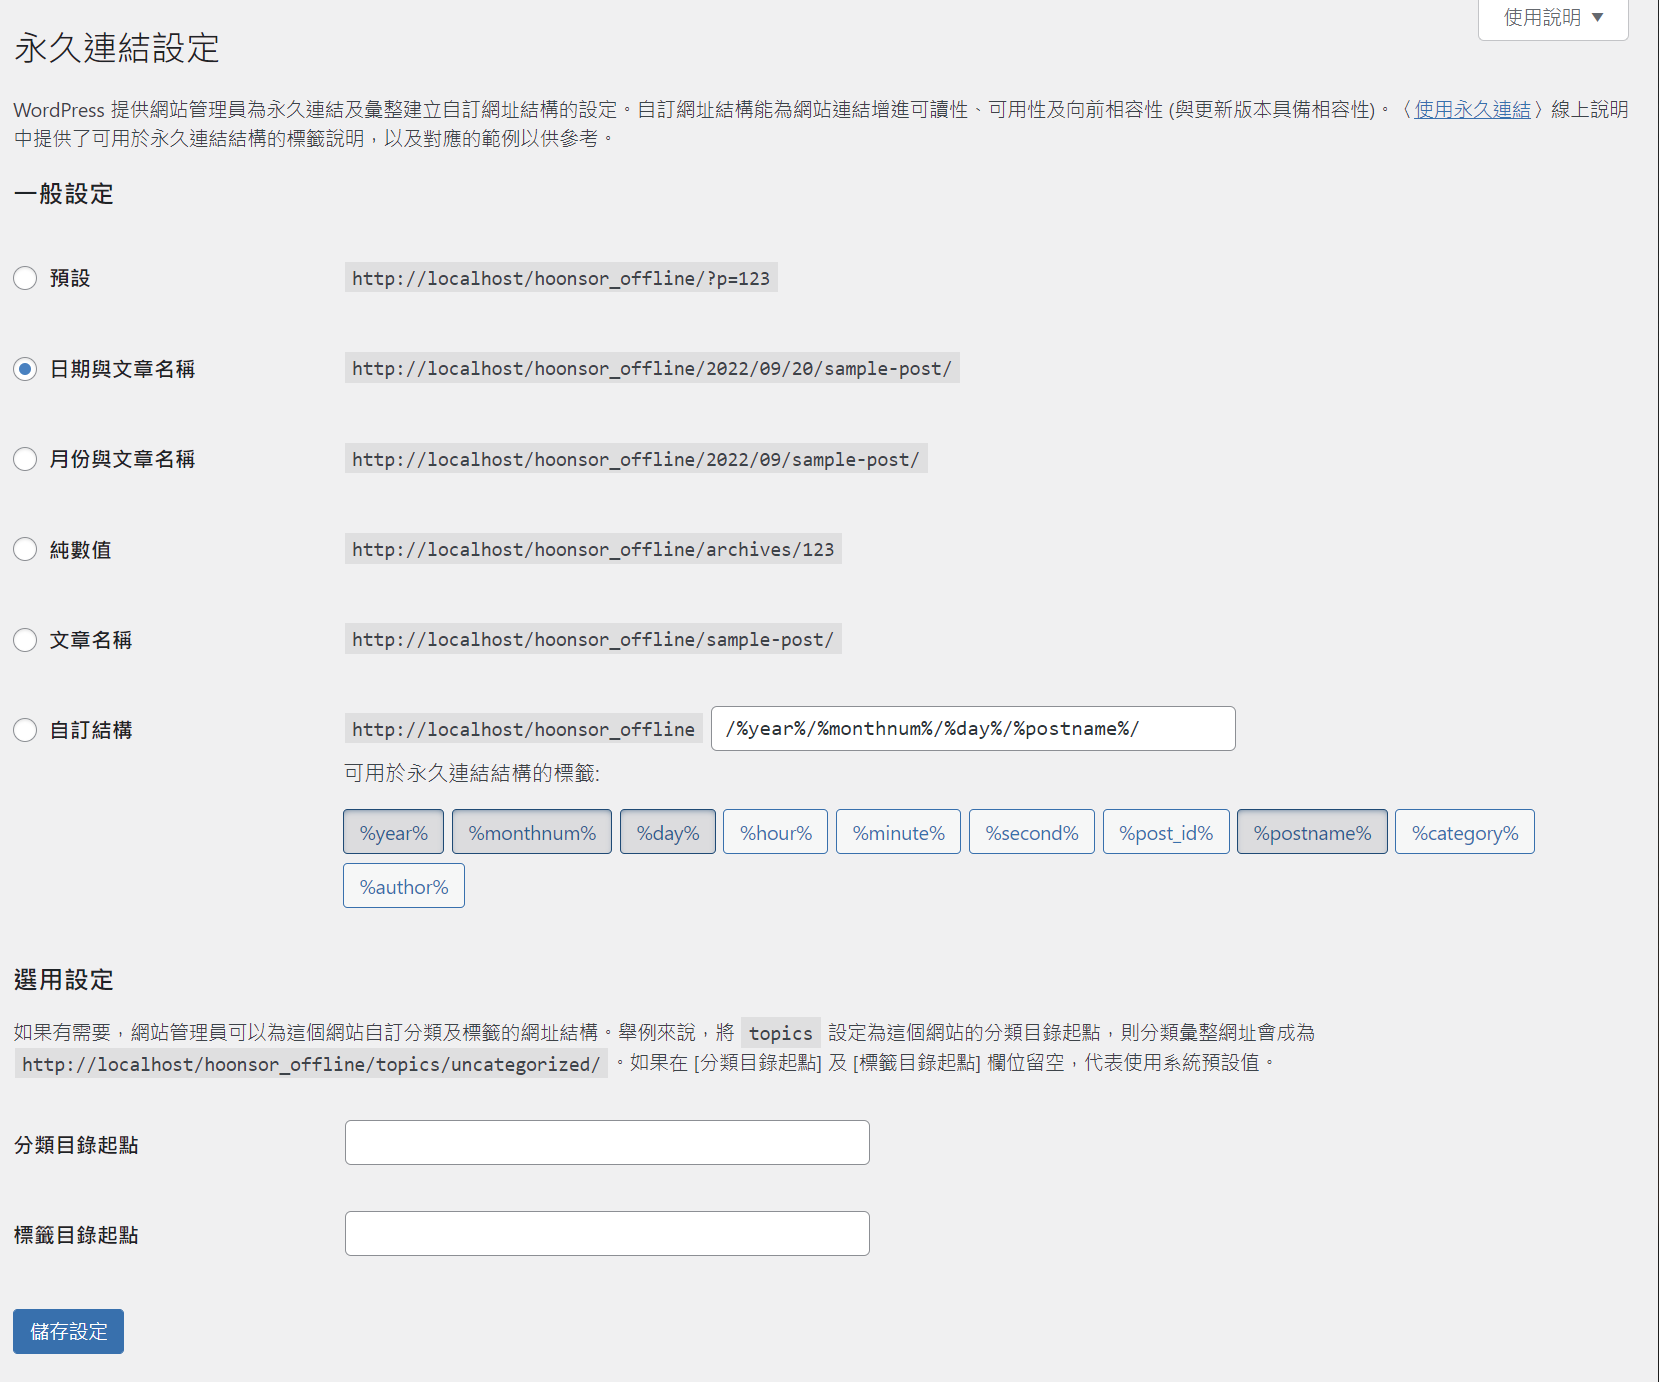 使用說明 ▼
永久連結設定
WordPress 提供網站管理員為永久連結及彙整建立自訂網址結構的設定。自訂網址結構能為網站連結增進可讀性、可用性及向前相容性 (與更新版本具備相容性)。〈使用永久連結〉線上說明
中提供了可用於永久連結結構的標籤說明，以及對應的範例以供參考。
一般設定
預設 http://localhost/hoonsor_offline/?p=123
日期與文章名稱 http://localhost/hoonsor_offline/2022/09/20/sample-post/
月份與文章名稱 http://localhost/hoonsor_offline/2022/09/sample-post/
純數值 http://localhost/hoonsor_offline/archives/123
文章名稱 http://localhost/hoonsor_offline/sample-post/
自訂結構 http://localhost/hoonsor_offline /%year%/%monthnum%/%day%/%postname%/
可用於永久連結結構的標籤:
%year% %monthnum% %day% %hour% %minute% %second% %post_id% %postname% %category%
%author%
選用設定
如果有需要，網站管理員可以為這個網站自訂分類及標籤的網址結構。舉例來說，將 topics 設定為這個網站的分類目錄起點，則分類彙整網址會成為
http://localhost/hoonsor_offline/topics/uncategorized/ 。如果在 [分類目錄起點] 及 [標籤目錄起點] 欄位留空，代表使用系統預設值。
分類目錄起點
標籤目錄起點
儲存設定